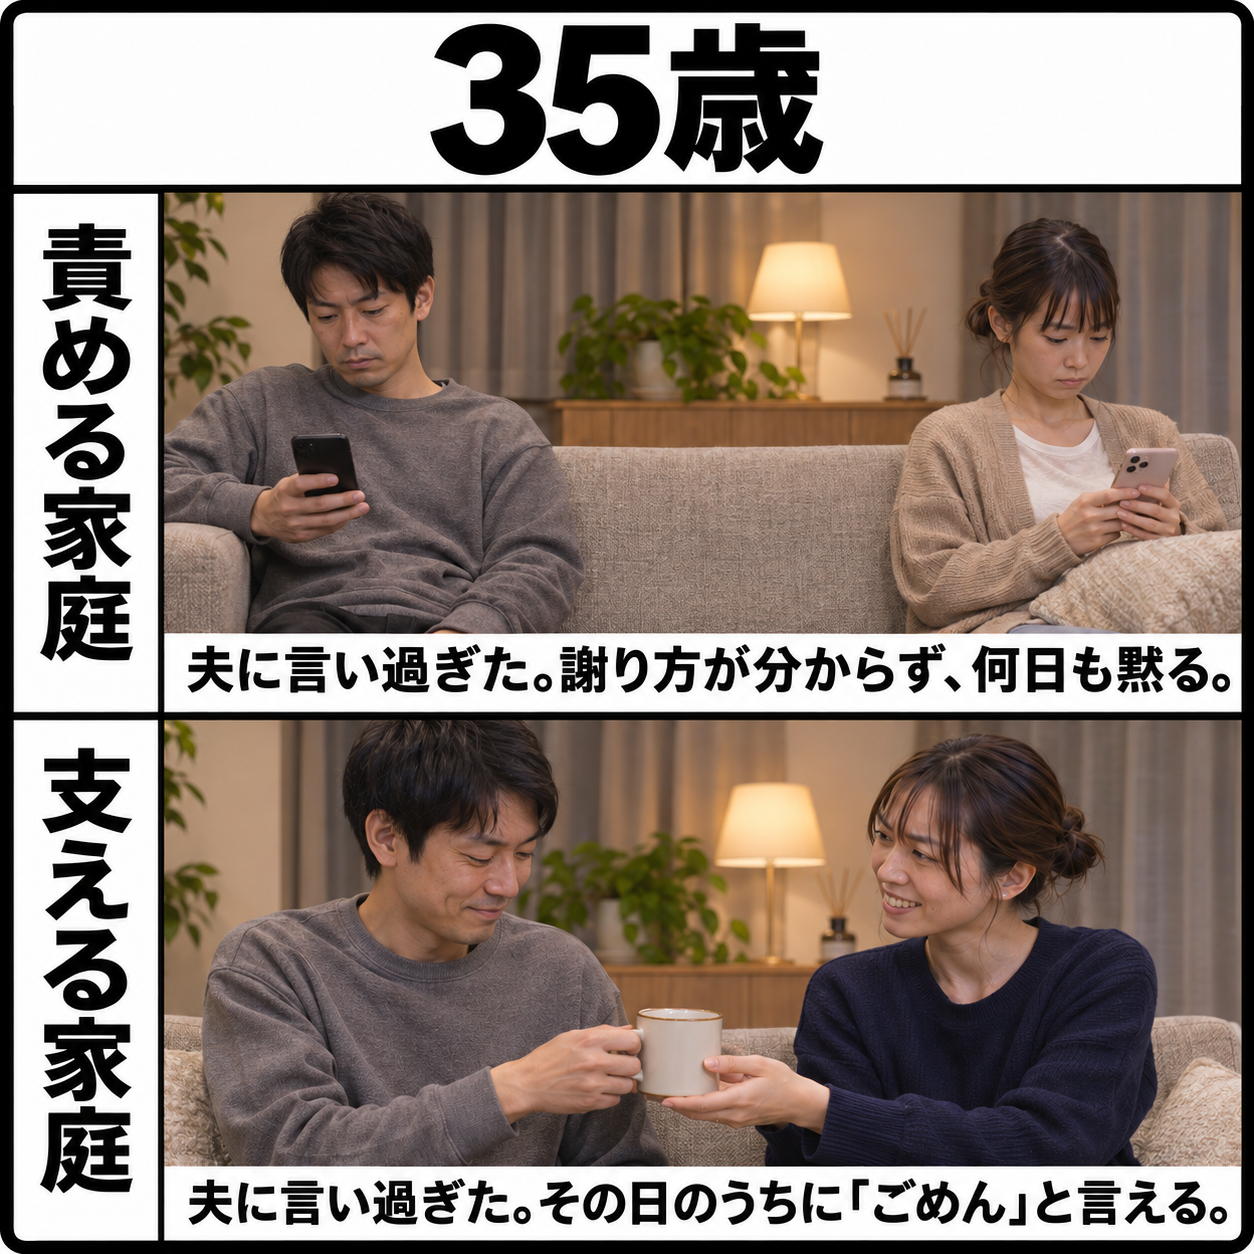 35歳
責める家庭
夫に言い過ぎた。謝り方が分からず、何日も黙る。
支える家庭
夫に言い過ぎた。その日のうちに「ごめん」と言える。